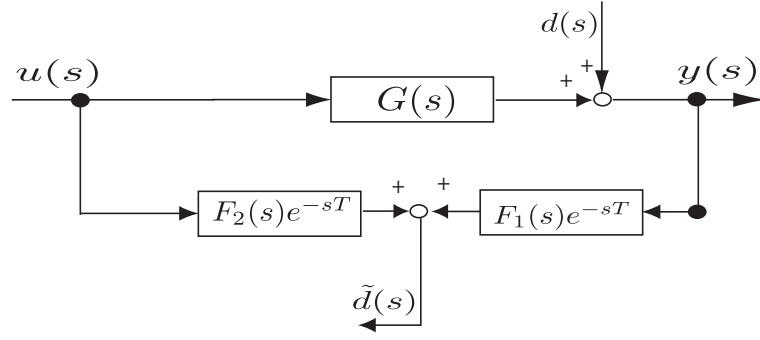 d(s)
u(s)
+
+
G(s)
y(s)
+
+
F₂(s)e⁻ˢᵀ
F₁(s)e⁻ˢᵀ
d̃(s)